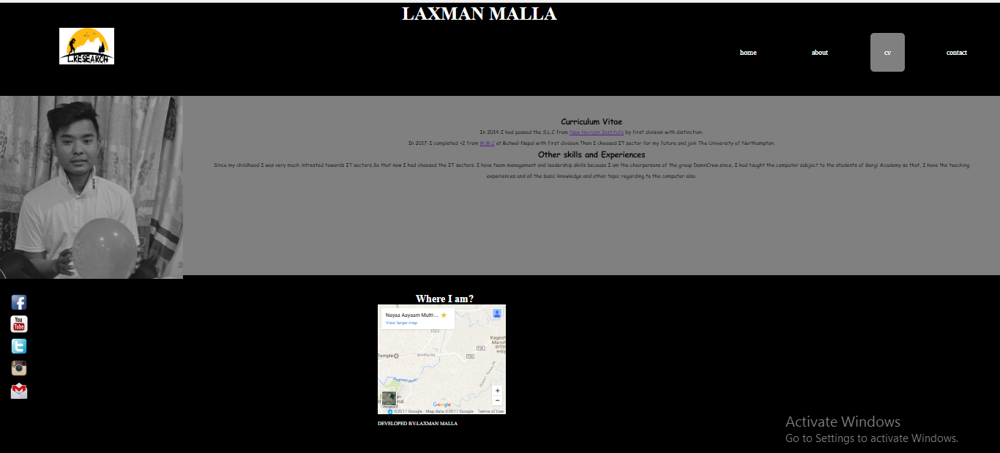 LAXMAN MALLA
L.RESEARCH
home about cv contact
Curriculum Vitae
In 2014-I had passed the S.L.C from New Horizon Institute by first division with distinction.
In 2017-I completed +2 from M.M.C at Butwal-Nepal with first division.Then I choosed IT sector for my future and join The University of Northampton.
Other skills and Experiences
Since my childhood I was very much intrested towards IT sectors.So that now I had choosed the IT sectors. I have team management and leadership skills because I am the chairpersons of the group DamnCrew.since, I had taught the computer subject to the students of Gargi Academy so that, I have the teaching
experiences and all the basic knowledge and other topic regarding to the computer also.
You
Tube
Where I am?
Nayaa Aayaam Multi-...
View larger map
Kagesh
Temple
Google
©2017 Google · Map data ©2017 Google
Terms of Use
DEVELOPED BY-LAXMAN MALLA
Activate Windows
Go to Settings to activate Windows.